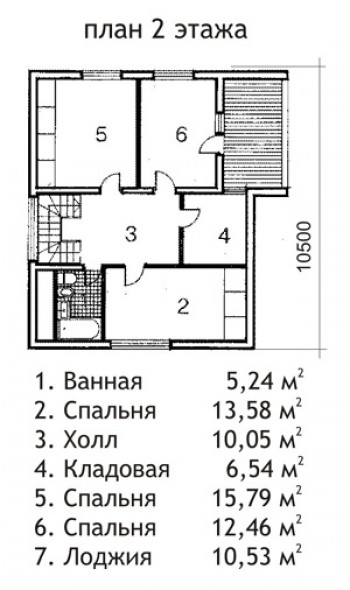 план 2 этажа
5
6
3
4
2
10500
1. Ванная 5,24 м²
2. Спальня 13,58 м²
3. Холл 10,05 м²
4. Кладовая 6,54 м²
5. Спальня 15,79 м²
6. Спальня 12,46 м²
7. Лоджия 10,53 м²